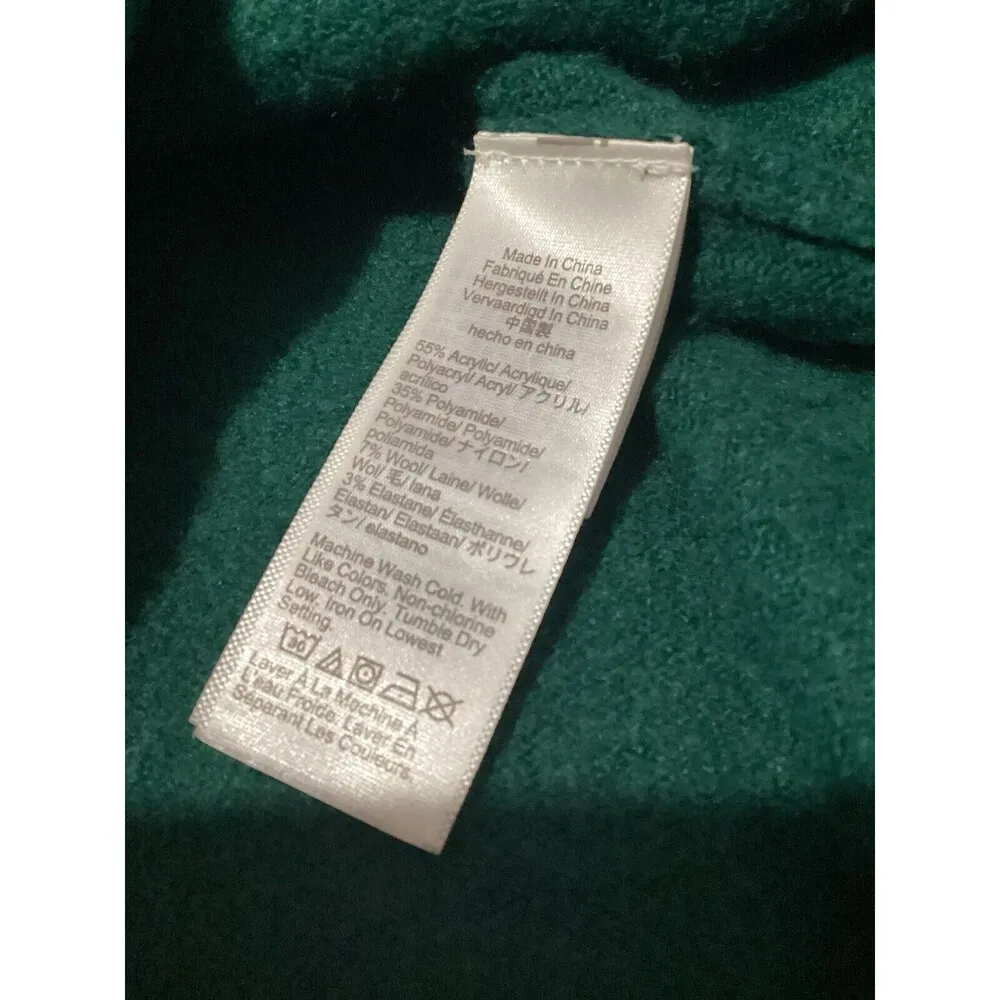 Made In China
Fabriqué En Chine
Hergestellt In China
Vervaardigd In China
中国製
hecho en china
55% Acrylic/ Acrylique/
Polyacryl/ Acryl/ アクリル/
acrílico
35% Polyamide/
Polyamide/ Polyamide/
Polyamide/ ナイロン/
poliamida
7% Wool/ Laine/ Wolle/
Wol/ 毛/ lana
3% Elastane/ Élasthanne/
Elastan/ Elastaan/ ポリウレ
タン/ elastano
Machine Wash Cold. With
Like Colors. Non-chlorine
Bleach Only. Tumble Dry
Low. Iron On Lowest
Setting.
30
Laver À La Machine À
L'eau Froide. Laver En
Séparant Les Couleurs.